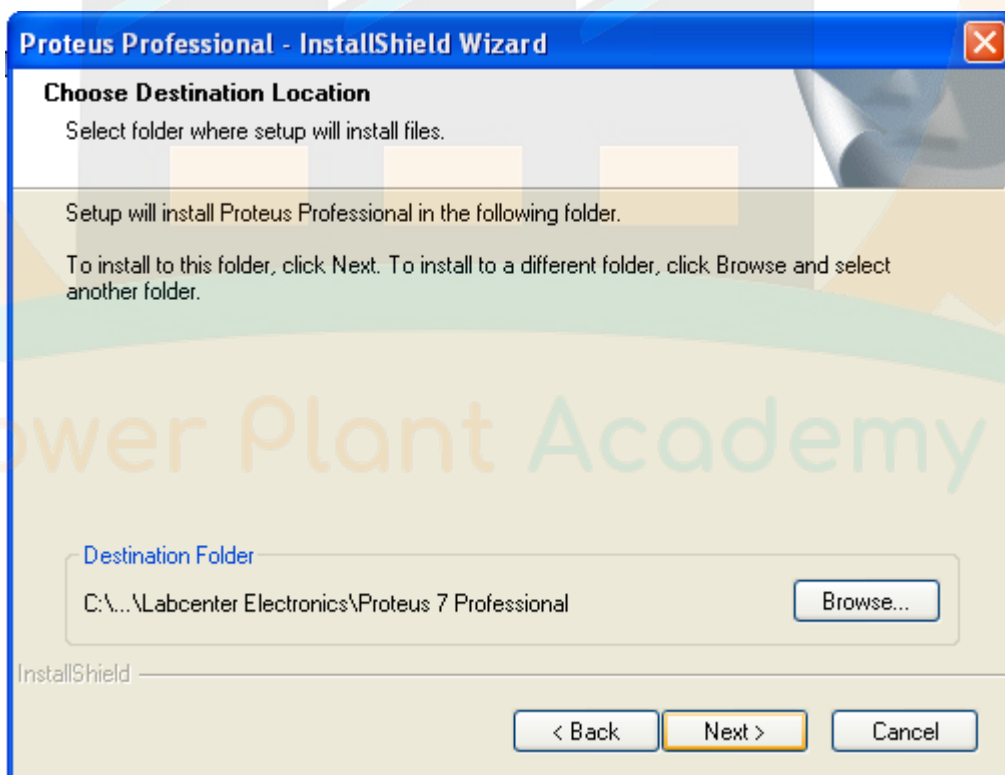 Proteus Professional - InstallShield Wizard
Choose Destination Location
Select folder where setup will install files.
Setup will install Proteus Professional in the following folder.
To install to this folder, click Next. To install to a different folder, click Browse and select
another folder.
ower Plant Academy
Destination Folder
C:\...\Labcenter Electronics\Proteus 7 Professional
Browse...
InstallShield
< Back
Next >
Cancel